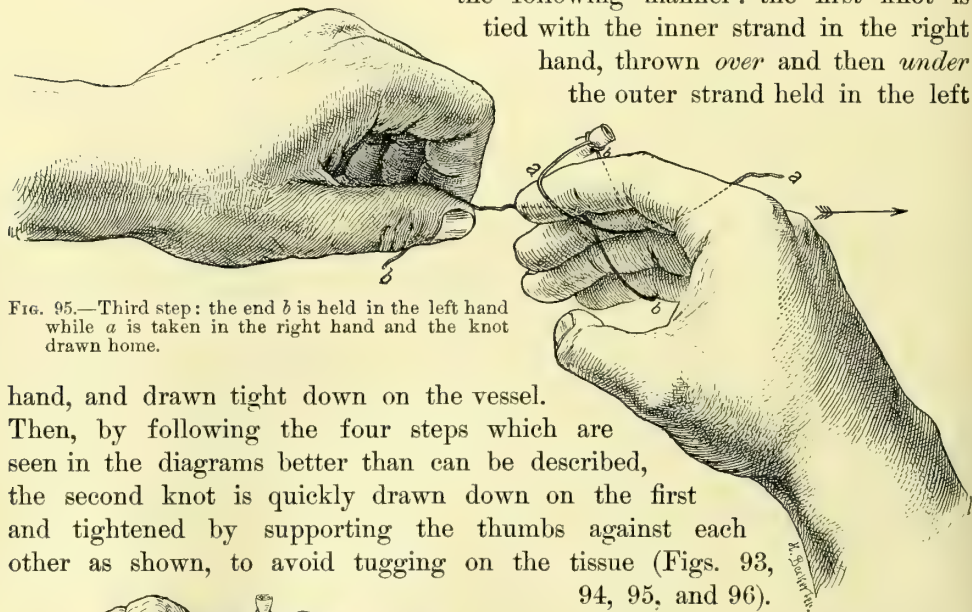 the following manner: the first knot is
tied with the inner strand in the right
hand, thrown over and then under
the outer strand held in the left
a
a
b
b
Fig. 95.—Third step: the end b is held in the left hand
while a is taken in the right hand and the knot
drawn home.
hand, and drawn tight down on the vessel.
Then, by following the four steps which are
seen in the diagrams better than can be described,
the second knot is quickly drawn down on the first
and tightened by supporting the thumbs against each
other as shown, to avoid tugging on the tissue (Figs. 93,
94, 95, and 96).